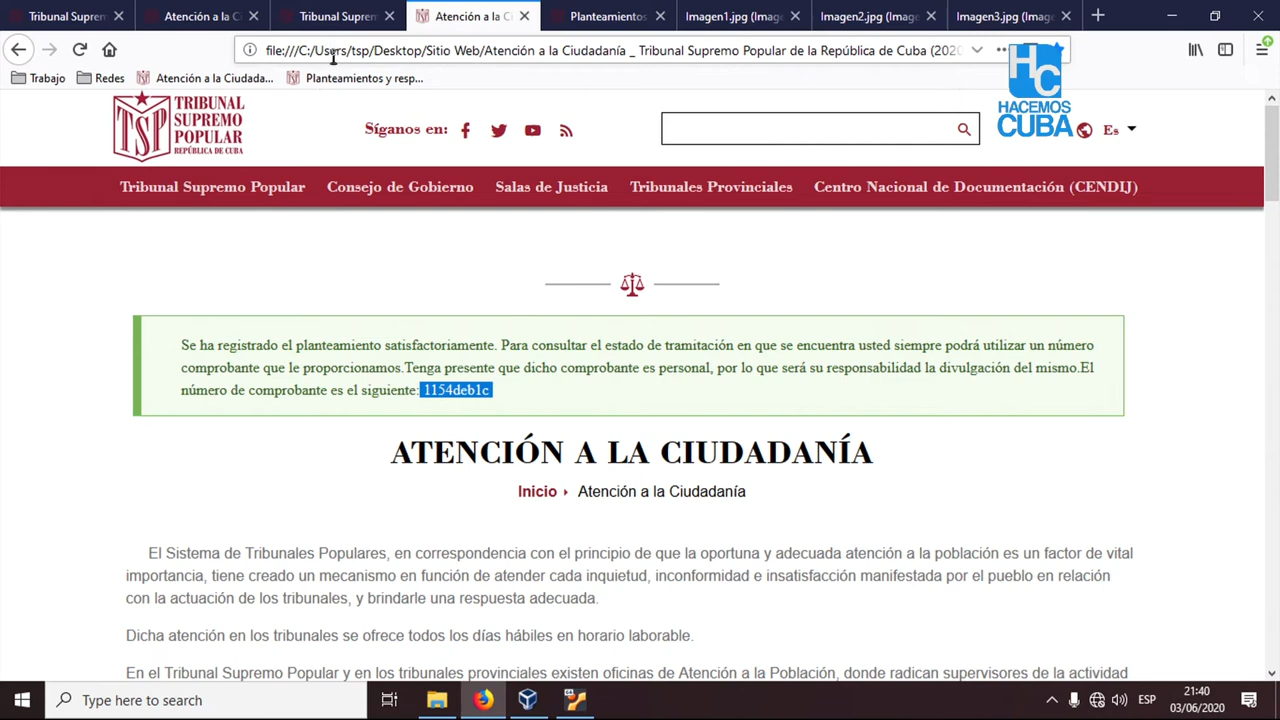 Tribunal Suprem
Atención a la Ci
Tribunal Suprem
Atención a la Ci
Planteamientos
Imagen1.jpg (Image
Imagen2.jpg (Image
Imagen3.jpg (Image
file:///C:/Users/tsp/Desktop/Sitio Web/Atención a la Ciudadanía _ Tribunal Supremo Popular de la República de Cuba (2020
Trabajo
Redes
Atención a la Ciudada...
Planteamientos y resp...
HC
HACEMOS
CUBA
TSP
TRIBUNAL
SUPREMO
POPULAR
REPÚBLICA DE CUBA
Síganos en:
Es
Tribunal Supremo Popular
Consejo de Gobierno
Salas de Justicia
Tribunales Provinciales
Centro Nacional de Documentación (CENDIJ)
Se ha registrado el planteamiento satisfactoriamente. Para consultar el estado de tramitación en que se encuentra usted siempre podrá utilizar un número
comprobante que le proporcionamos.Tenga presente que dicho comprobante es personal, por lo que será su responsabilidad la divulgación del mismo.El
número de comprobante es el siguiente: 1154deb1c
ATENCIÓN A LA CIUDADANÍA
Inicio Atención a la Ciudadanía
El Sistema de Tribunales Populares, en correspondencia con el principio de que la oportuna y adecuada atención a la población es un factor de vital
importancia, tiene creado un mecanismo en función de atender cada inquietud, inconformidad e insatisfacción manifestada por el pueblo en relación
con la actuación de los tribunales, y brindarle una respuesta adecuada.
Dicha atención en los tribunales se ofrece todos los días hábiles en horario laborable.
En el Tribunal Supremo Popular y en los tribunales provinciales existen oficinas de Atención a la Población, donde radican supervisores de la actividad
Type here to search
ESP
21:40
03/06/2020